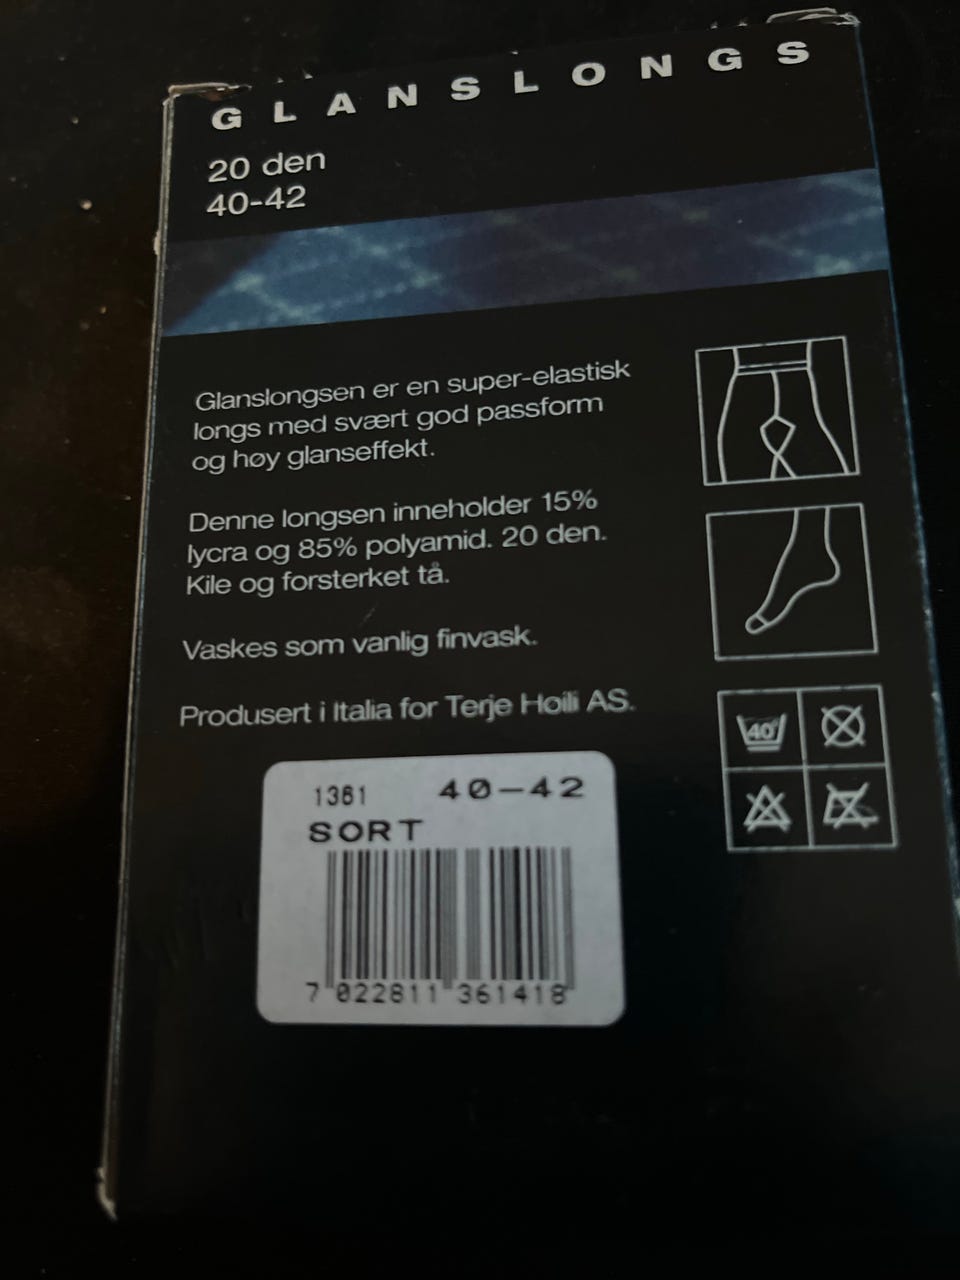 GLANSLONGS
20 den
40-42
Glanslongsen er en super-elastisk
longs med svært god passform
og høy glanseffekt.
Denne longsen inneholder 15%
lycra og 85% polyamid. 20 den.
Kile og forsterket tå.
Vaskes som vanlig finvask.
Produsert i Italia for Terje Høili AS.
40°
1361 40-42
SORT
7 022811 361418